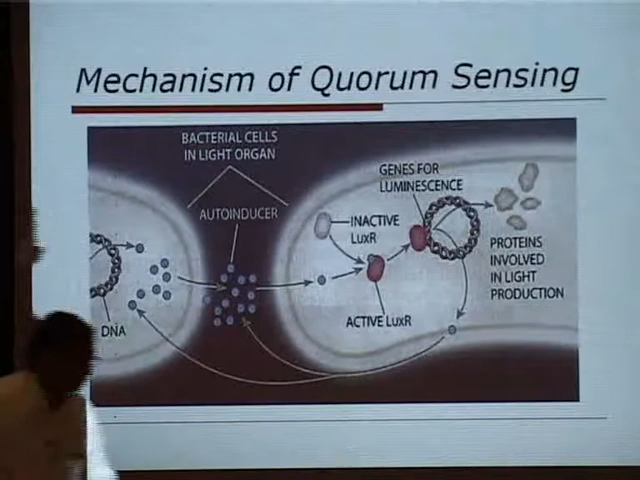 Mechanism of Quorum Sensing
BACTERIAL CELLS
IN LIGHT ORGAN
AUTOINDUCER
GENES FOR
LUMINESCENCE
INACTIVE
LuxR
PROTEINS
INVOLVED
IN LIGHT
PRODUCTION
ACTIVE LuxR
DNA